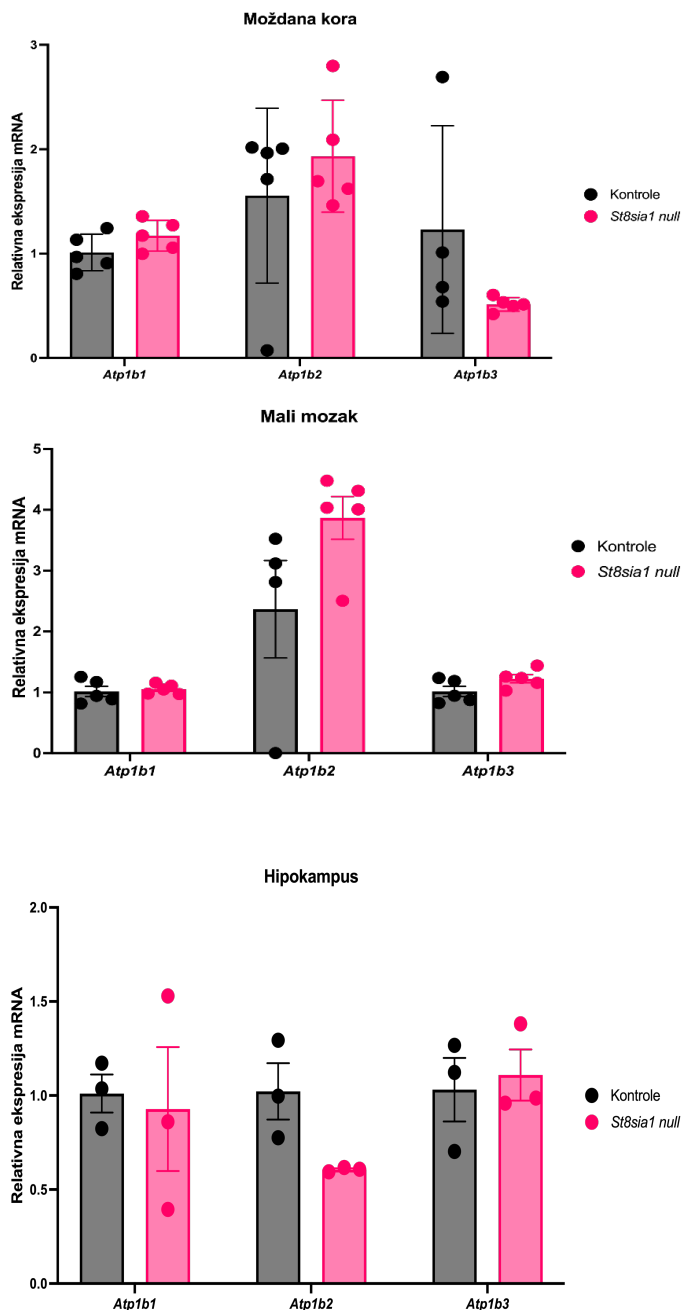 Moždana kora
Relativna ekspresija mRNA
3
2
1
0
Atp1b1
Atp1b2
Atp1b3
Kontrole
St8sia1 null
Mali mozak
Relativna ekspresija mRNA
5
4
3
2
1
0
Atp1b1
Atp1b2
Atp1b3
Kontrole
St8sia1 null
Hipokampus
Relativna ekspresija mRNA
2.0
1.5
1.0
0.5
0.0
Atp1b1
Atp1b2
Atp1b3
Kontrole
St8sia1 null